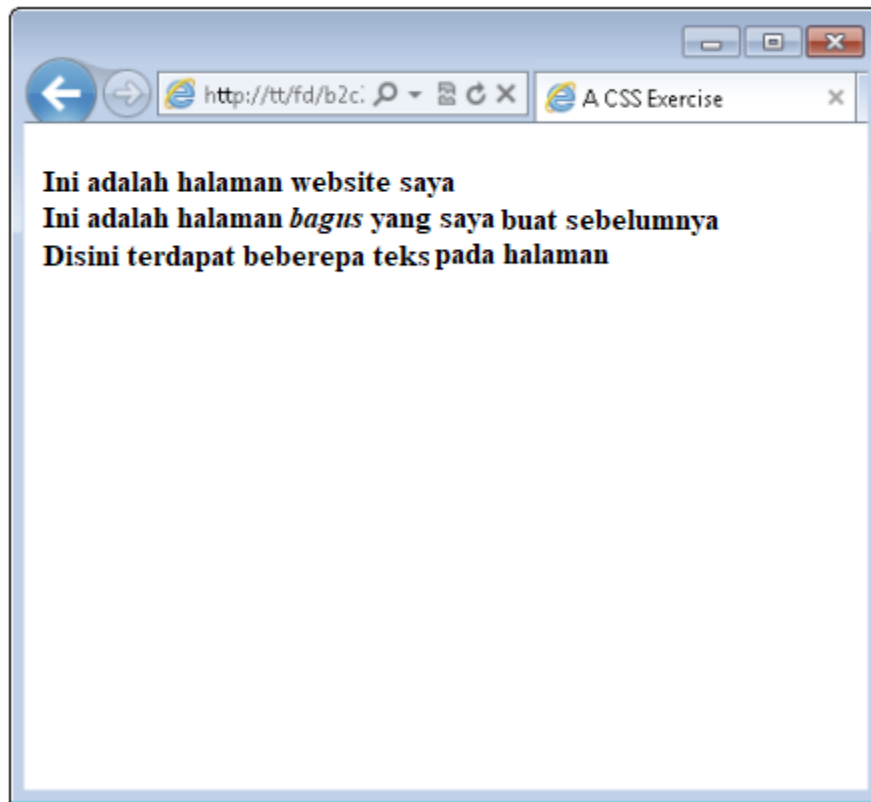 http://tt/fd/b2c
A CSS Exercise
Ini adalah halaman website saya
Ini adalah halaman bagus yang saya buat sebelumnya
Disini terdapat beberepa teks pada halaman